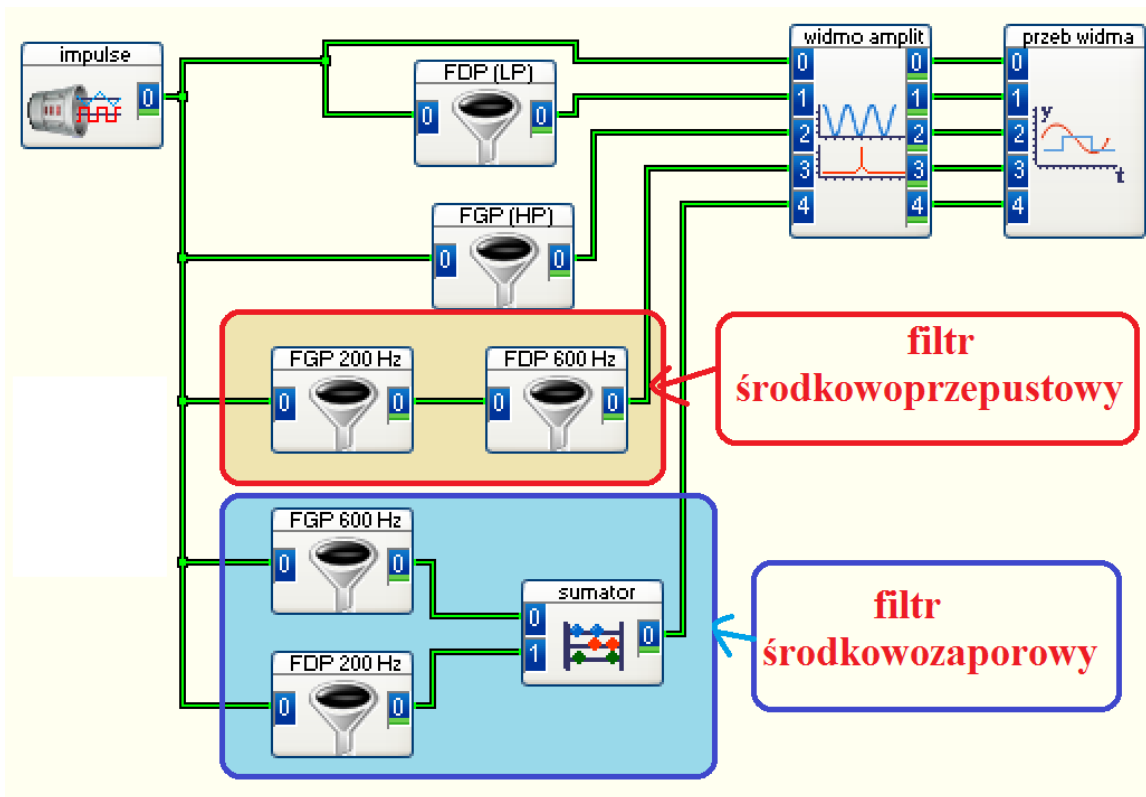 impulse
0
FDP (LP)
0 0
FGP (HP)
0 0
widmo amplit
0 0
1 1
2 2
3 3
4 4
przeb widma
0
1
2
3
4
y
t
FGP 200 Hz
0 0
FDP 600 Hz
0 0
filtr
środkowoprzepustowy
FGP 600 Hz
0 0
FDP 200 Hz
0 0
sumator
0 0
1
filtr
środkowozaporowy